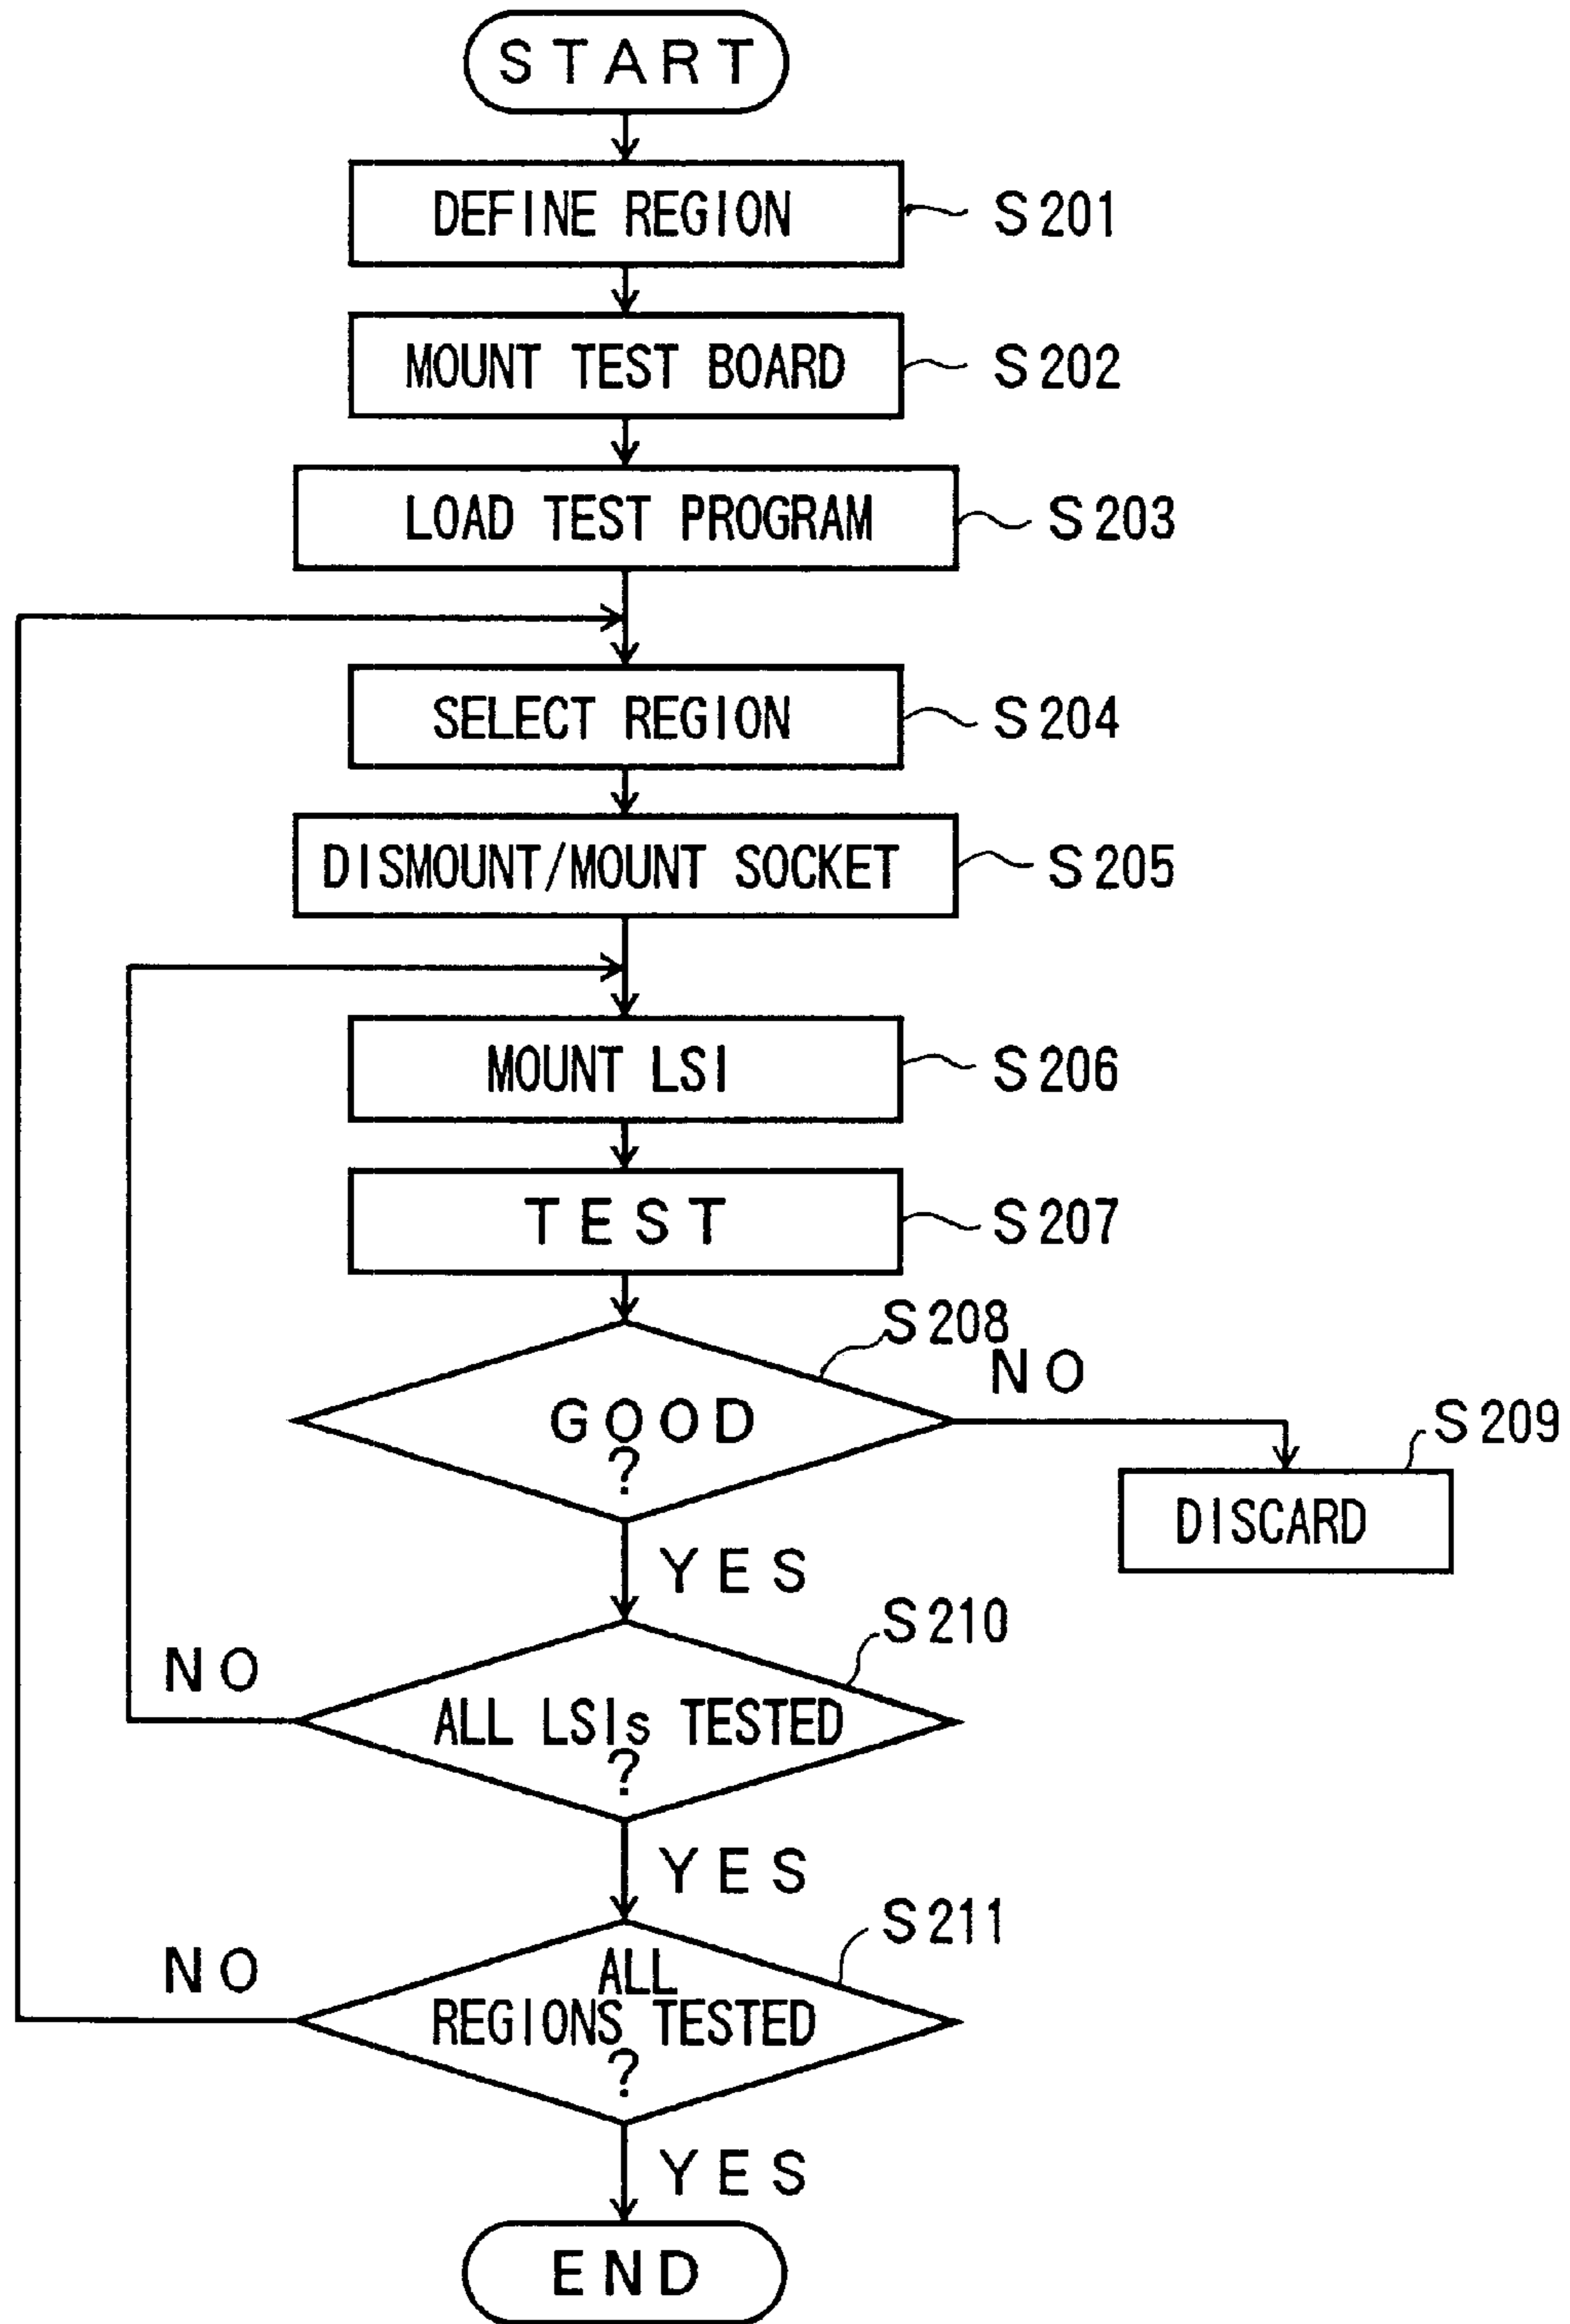 START
DEFINE REGION
S201
MOUNT TEST BOARD
S202
LOAD TEST PROGRAM
S203
SELECT REGION
S204
DISMOUNT/MOUNT SOCKET
S205
MOUNT LSI
S206
TEST
S207
S208
NO
GOOD
?
S209
DISCARD
YES
S210
NO
ALL LSIs TESTED
?
YES
S211
NO
ALL
REGIONS TESTED
?
YES
END